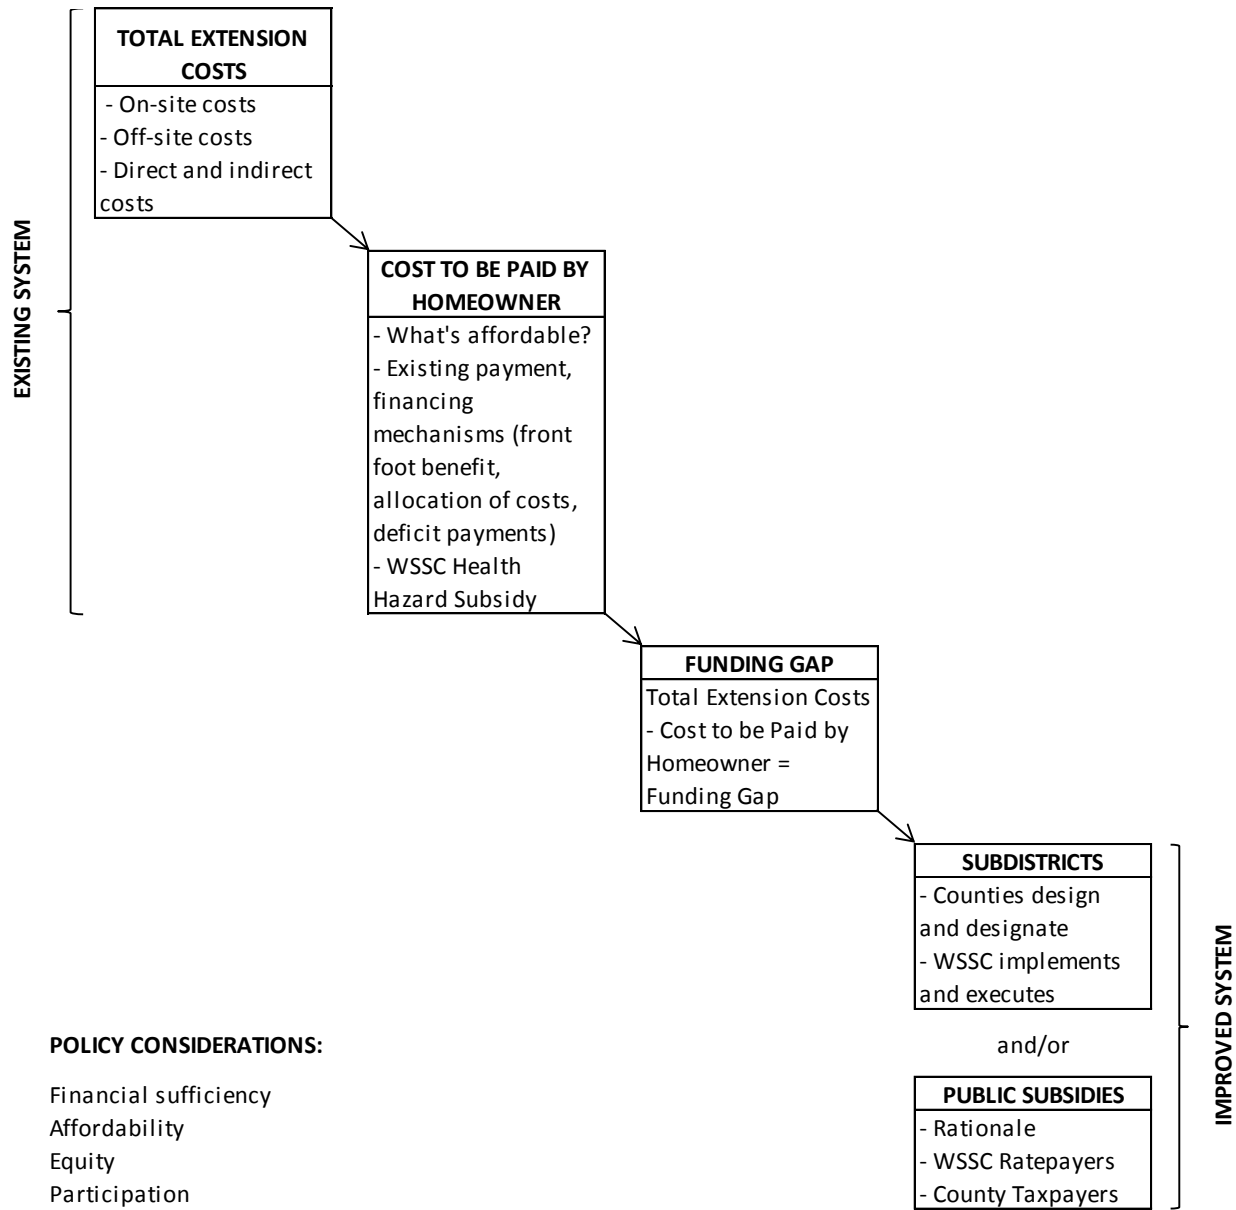 TOTAL EXTENSION
COSTS
- On-site costs
- Off-site costs
- Direct and indirect
costs
EXISTING SYSTEM
COST TO BE PAID BY
HOMEOWNER
- What's affordable?
- Existing payment,
financing
mechanisms (front
foot benefit,
allocation of costs,
deficit payments)
- WSSC Health
Hazard Subsidy
FUNDING GAP
Total Extension Costs
- Cost to be Paid by
Homeowner =
Funding Gap
SUBDISTRICTS
- Counties design
and designate
- WSSC implements
and executes
and/or
PUBLIC SUBSIDIES
- Rationale
- WSSC Ratepayers
- County Taxpayers
IMPROVED SYSTEM
POLICY CONSIDERATIONS:
Financial sufficiency
Affordability
Equity
Participation